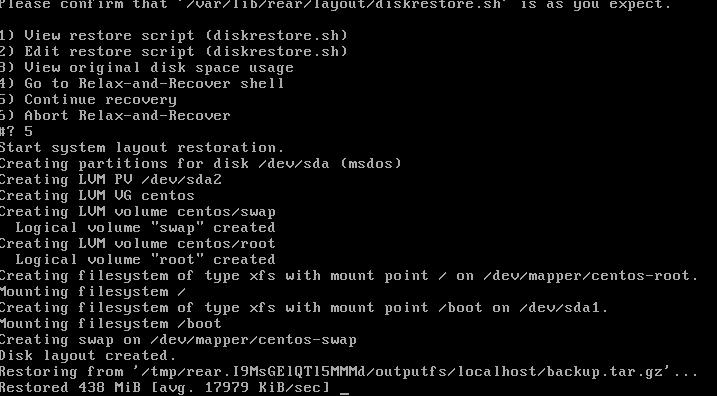 Please confirm that '/var/lib/rear/layout/diskrestore.sh' is as you expect.
1) View restore script (diskrestore.sh)
2) Edit restore script (diskrestore.sh)
3) View original disk space usage
4) Go to Relax-and-Recover shell
5) Continue recovery
6) Abort Relax-and-Recover
#? 5
Start system layout restoration.
Creating partitions for disk /dev/sda (msdos)
Creating LVM PV /dev/sda2
Creating LVM VG centos
Creating LVM volume centos/swap
  Logical volume "swap" created
Creating LVM volume centos/root
  Logical volume "root" created
Creating filesystem of type xfs with mount point / on /dev/mapper/centos-root.
Mounting filesystem /
Creating filesystem of type xfs with mount point /boot on /dev/sda1.
Mounting filesystem /boot
Creating swap on /dev/mapper/centos-swap
Disk layout created.
Restoring from '/tmp/rear.I9MsGElQTl5MMMd/outputfs/localhost/backup.tar.gz'...
Restored 438 MiB [avg. 17979 KiB/sec] _